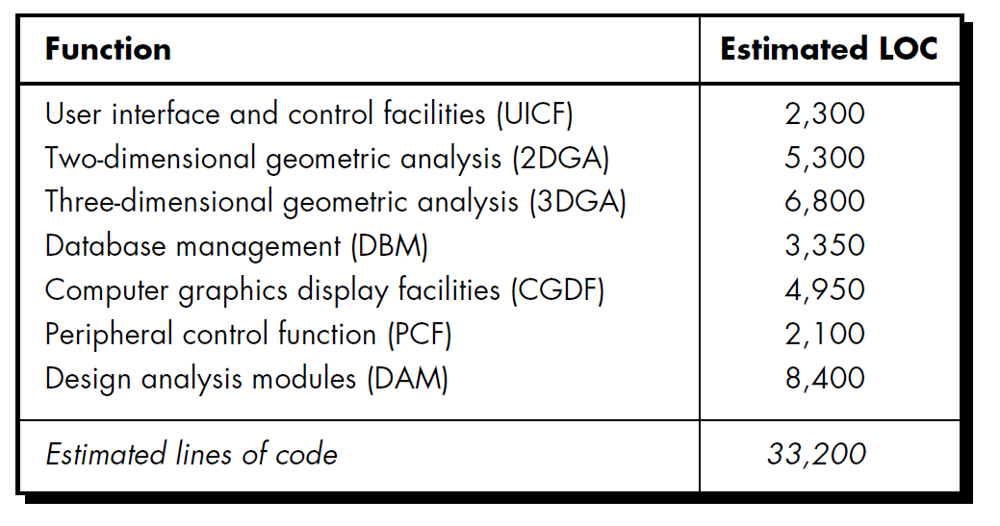 Function Estimated LOC
User interface and control facilities (UICF) 2,300
Two-dimensional geometric analysis (2DGA) 5,300
Three-dimensional geometric analysis (3DGA) 6,800
Database management (DBM) 3,350
Computer graphics display facilities (CGDF) 4,950
Peripheral control function (PCF) 2,100
Design analysis modules (DAM) 8,400
Estimated lines of code 33,200